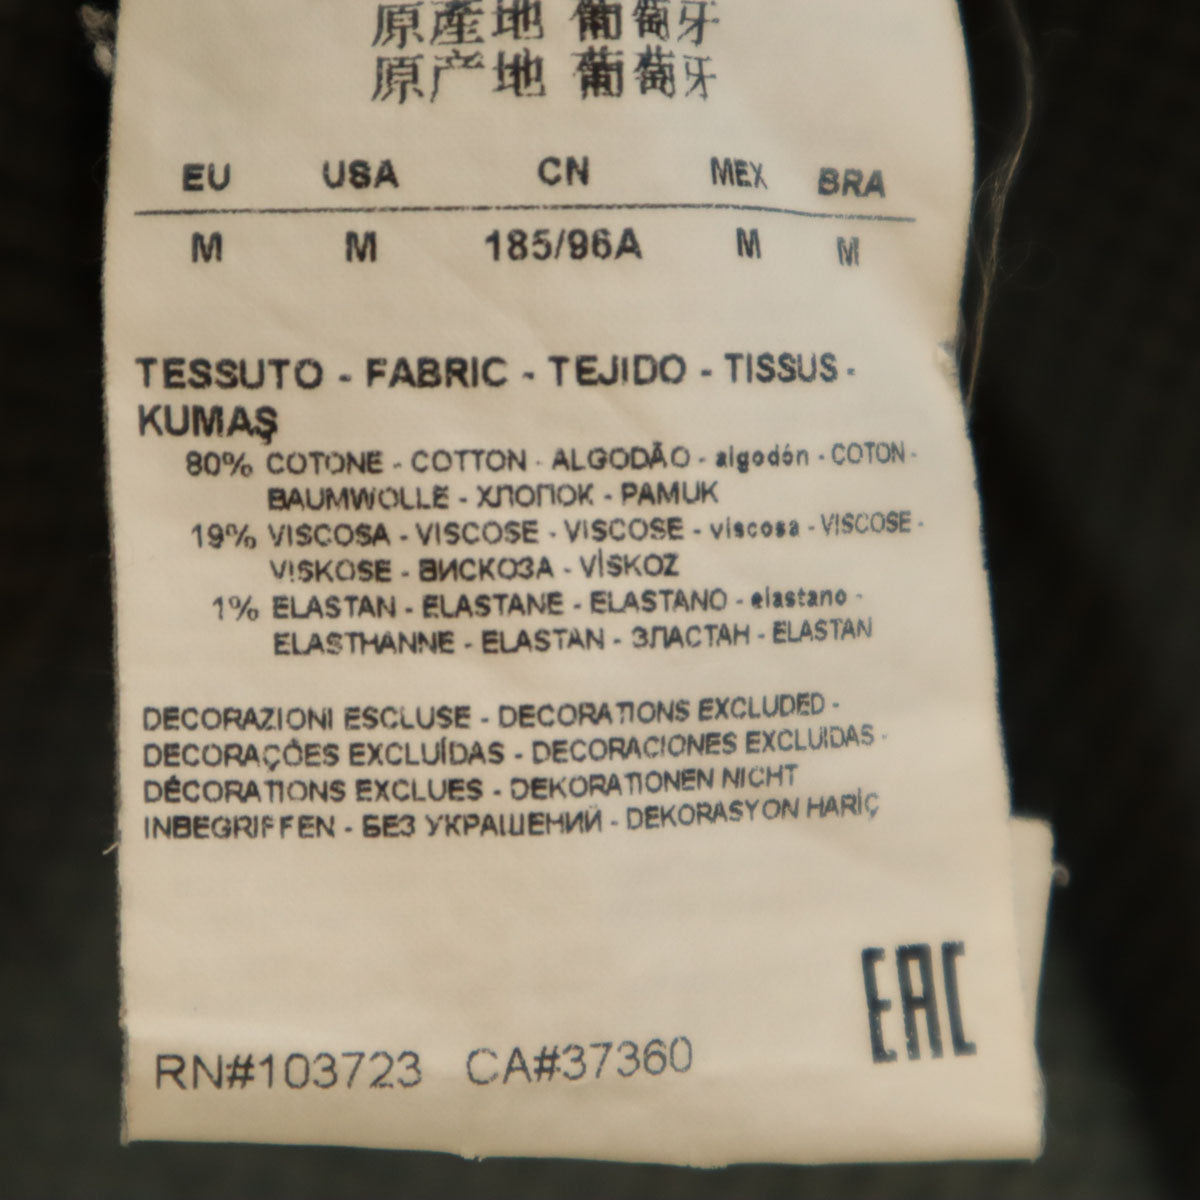 原產地 葡萄牙
原产地 葡萄牙
EU USA CN MEX BRA
M M 185/96A M M
TESSUTO - FABRIC - TEJIDO - TISSUS -
KUMAŞ
80% COTONE - COTTON - ALGODÃO - algodón - COTON -
BAUMWOLLE - ХЛОПОК - PAMUK
19% VISCOSA - VISCOSE - VISCOSE - viscosa - VISCOSE -
VISKOSE - ВИСКОЗА - VİSKOZ
1% ELASTAN - ELASTANE - ELASTANO - elastano -
ELASTHANNE - ELASTAN - ЗЛАСТАН - ELASTAN
DECORAZIONI ESCLUSE - DECORATIONS EXCLUDED -
DECORAÇÕES EXCLUÍDAS - DECORACIONES EXCLUIDAS -
DÉCORATIONS EXCLUES - DEKORATIONEN NICHT
INBEGRIFFEN - БЕЗ УКРАШЕНИЙ - DEKORASYON HARİÇ
EAC
RN#103723 CA#37360